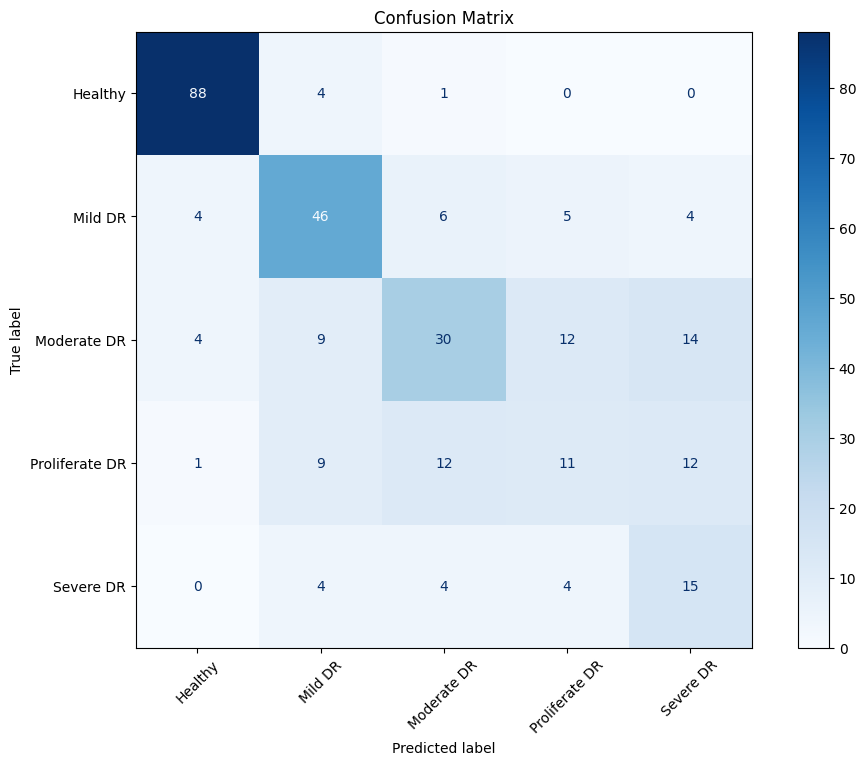 Confusion Matrix
True label
Healthy 88 4 1 0 0
Mild DR 4 46 6 5 4
Moderate DR 4 9 30 12 14
Proliferate DR 1 9 12 11 12
Severe DR 0 4 4 4 15
Healthy Mild DR Moderate DR Proliferate DR Severe DR
Predicted label
80
70
60
50
40
30
20
10
0